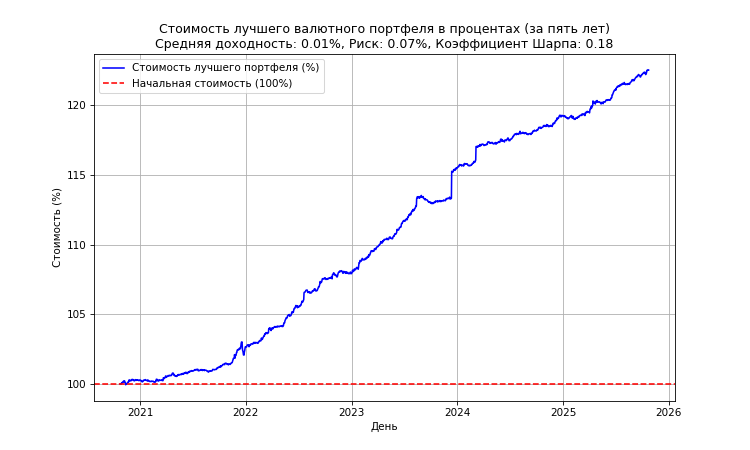 Стоимость лучшего валютного портфеля в процентах (за пять лет)
Средняя доходность: 0.01%, Риск: 0.07%, Коэффициент Шарпа: 0.18
Стоимость лучшего портфеля (%)
Начальная стоимость (100%)
Стоимость (%)
120
115
110
105
100
2021
2022
2023
2024
2025
2026
День